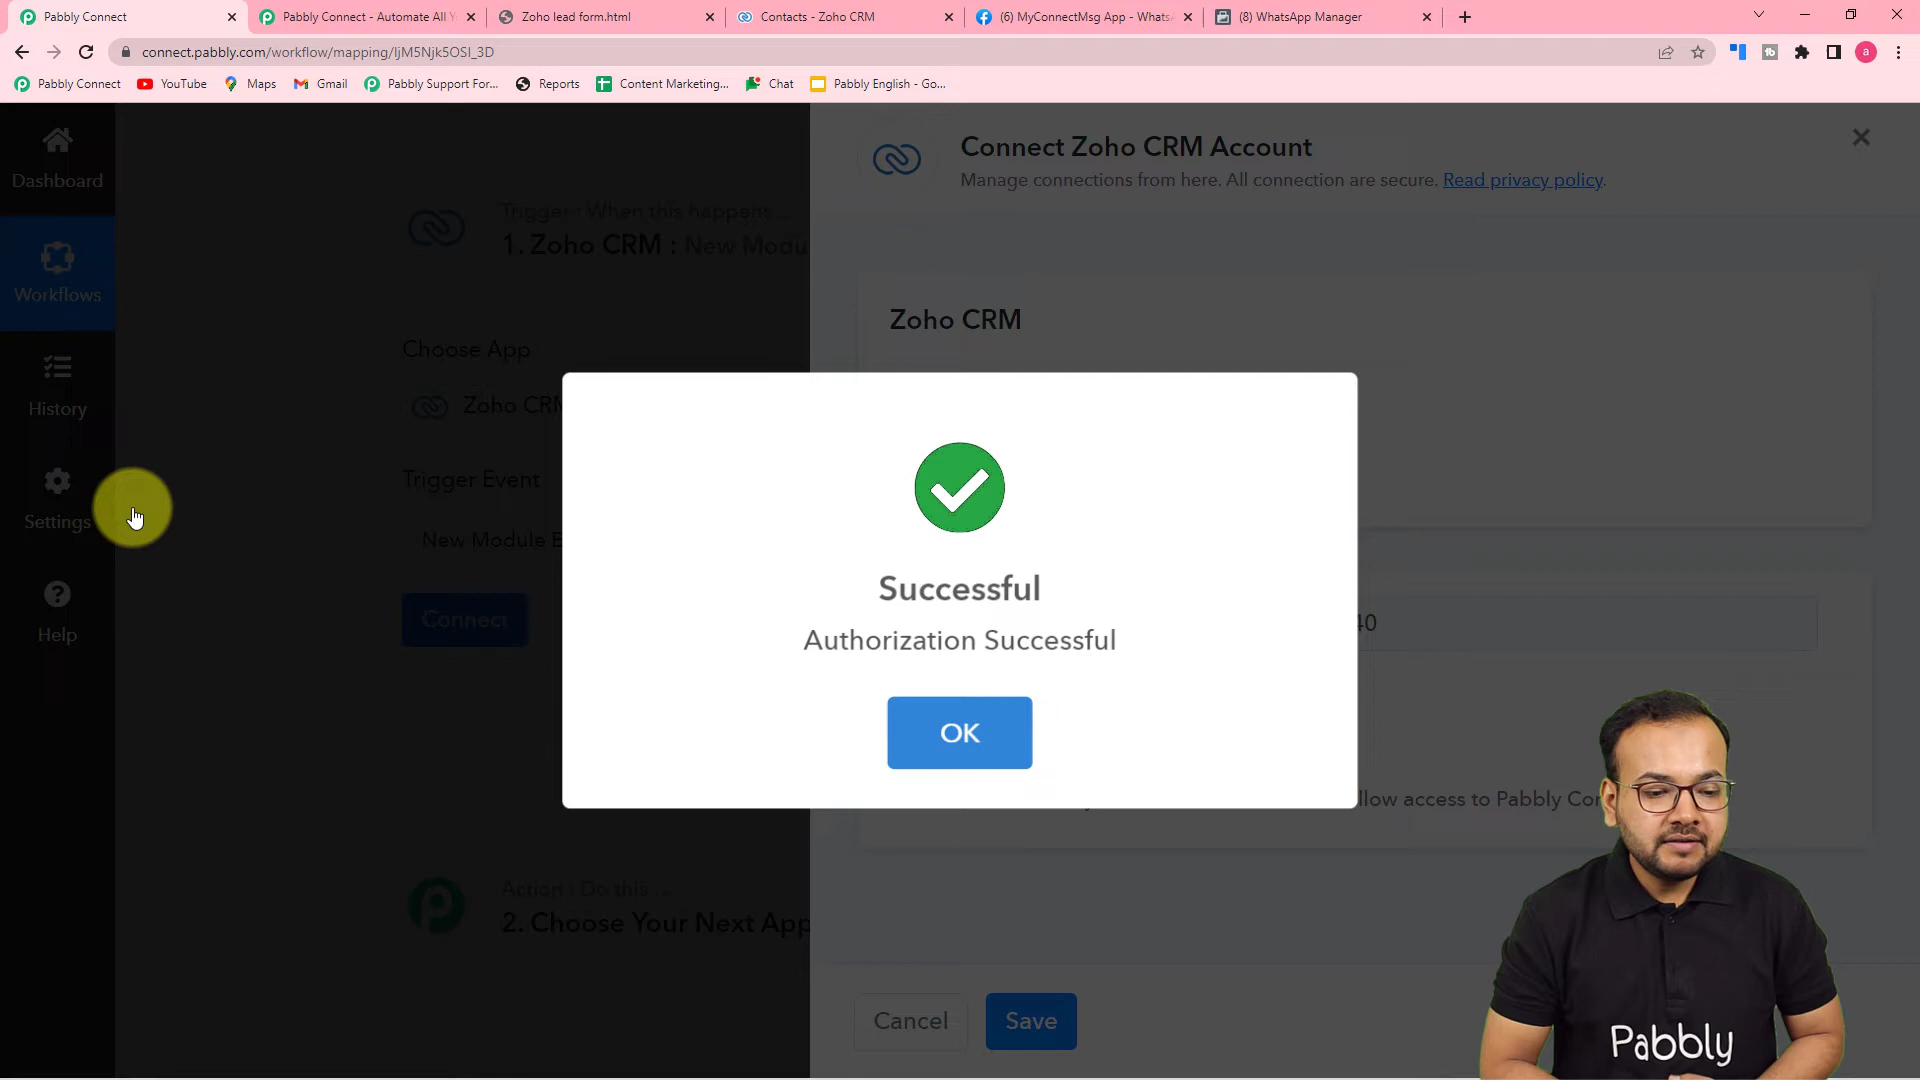 Pabbly Connect
Pabbly Connect - Automate All Y
Zoho lead form.html
Contacts - Zoho CRM
(6) MyConnectMsg App - Whats
(8) WhatsApp Manager
connect.pabbly.com/workflow/mapping/IjM5Njk5OSI_3D
Pabbly Connect
YouTube
Maps
Gmail
Pabbly Support For...
Reports
Content Marketing...
Chat
Pabbly English - Go...
a
Dashboard
Workflows
History
Settings
Help
Trigger : When this happens ...
1. Zoho CRM : New Modu
Choose App
Zoho CRM
Trigger Event
New Module E
Connect
Action : Do this ...
2. Choose Your Next App
Connect Zoho CRM Account
Manage connections from here. All connection are secure. Read privacy policy.
Zoho CRM
40
llow access to Pabbly Co
Successful
Authorization Successful
OK
Cancel
Save
Pabbly